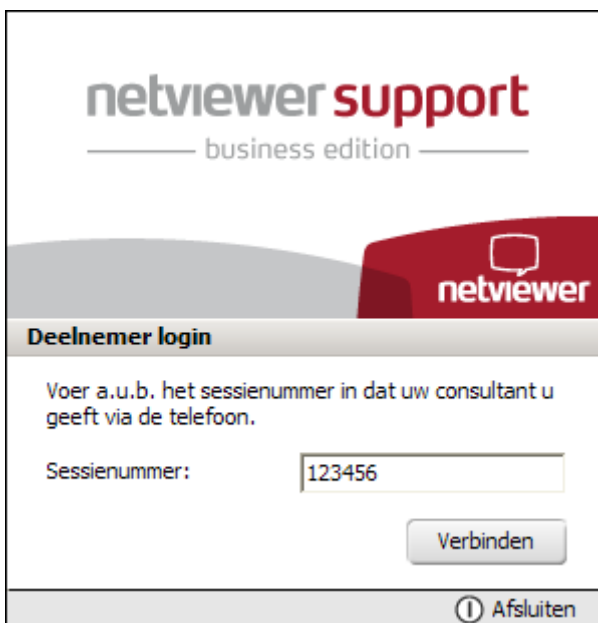 netviewer support
business edition
netviewer
Deelnemer login
Voer a.u.b. het sessienummer in dat uw consultant u
geeft via de telefoon.
Sessienummer: 123456
Verbinden
Afsluiten